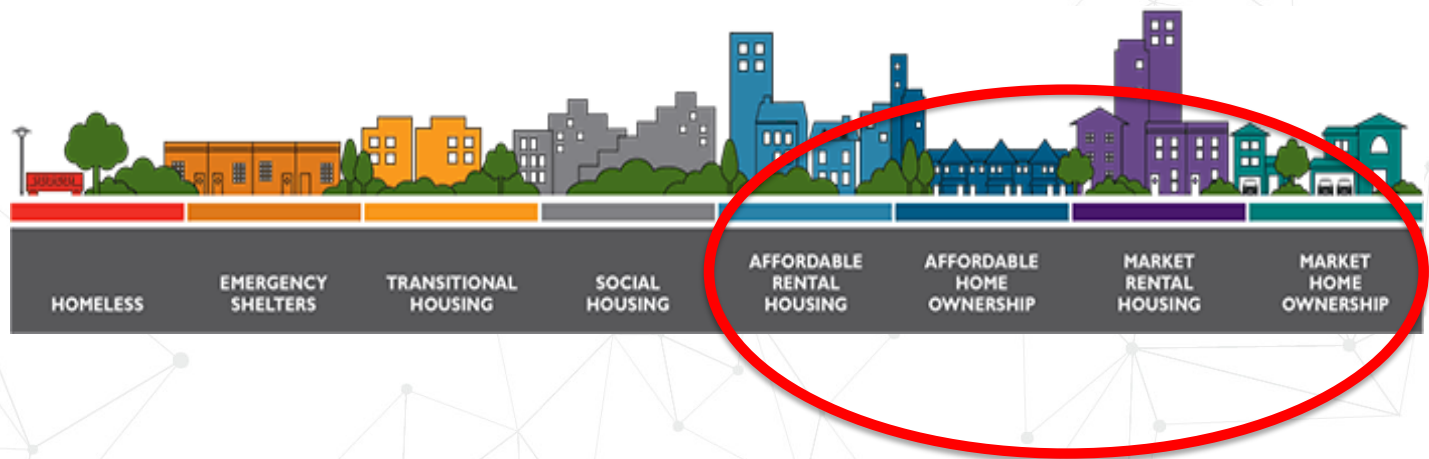 HOMELESS
EMERGENCY
SHELTERS
TRANSITIONAL
HOUSING
SOCIAL
HOUSING
AFFORDABLE
RENTAL
HOUSING
AFFORDABLE
HOME
OWNERSHIP
MARKET
RENTAL
HOUSING
MARKET
HOME
OWNERSHIP